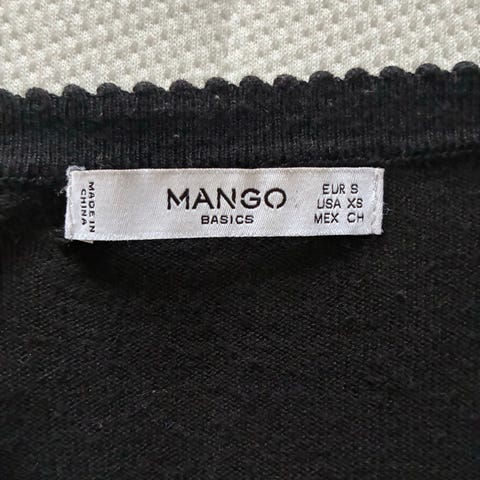 MADE IN
CHINA
MANGO
BASICS
EUR S
USA XS
MEX CH